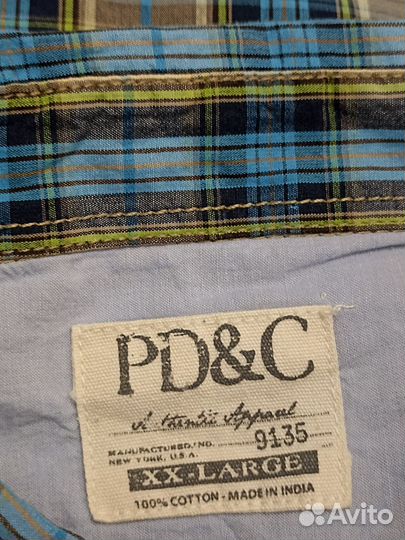 PD&C
Authentic Apparel
MANUFACTURED/NO. 9135
NEW YORK, U.S.A.
XX-LARGE
100% COTTON - MADE IN INDIA
Avito